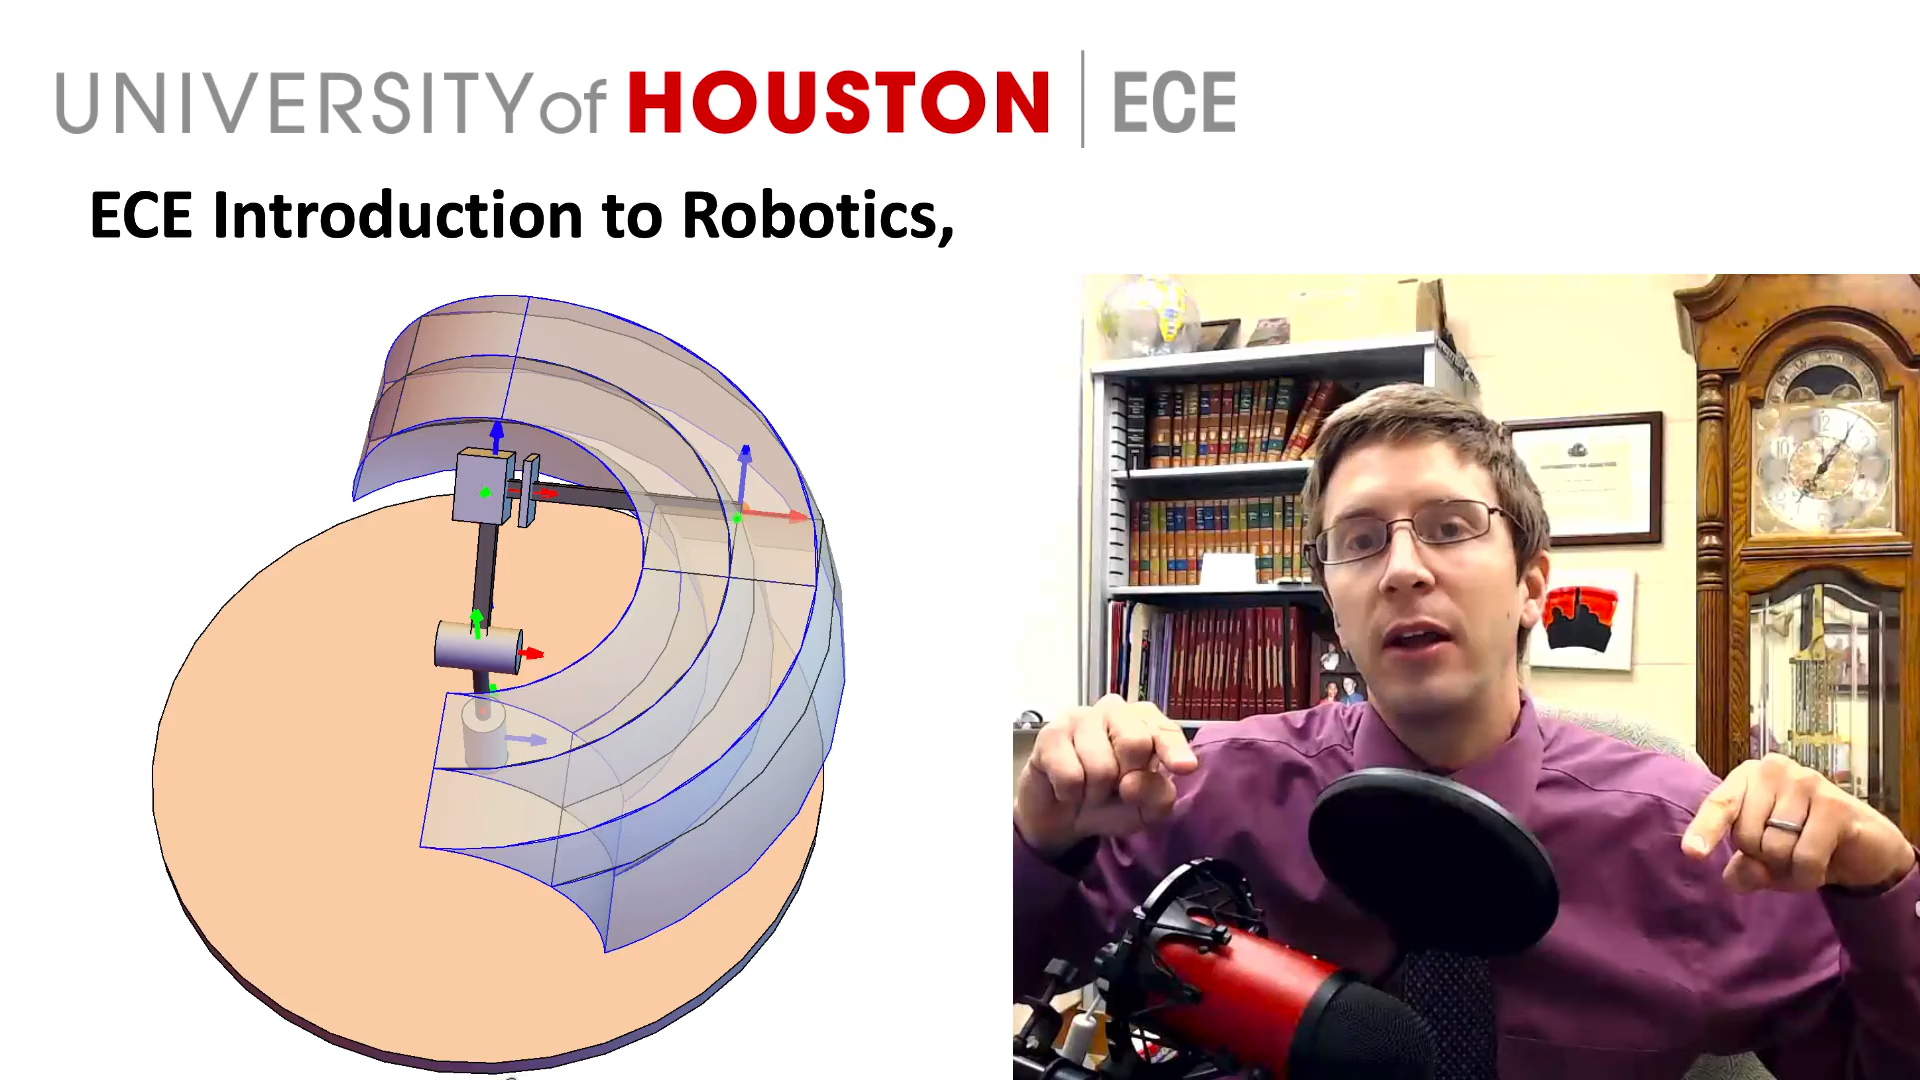 UNIVERSITY of HOUSTON | ECE
ECE Introduction to Robotics,